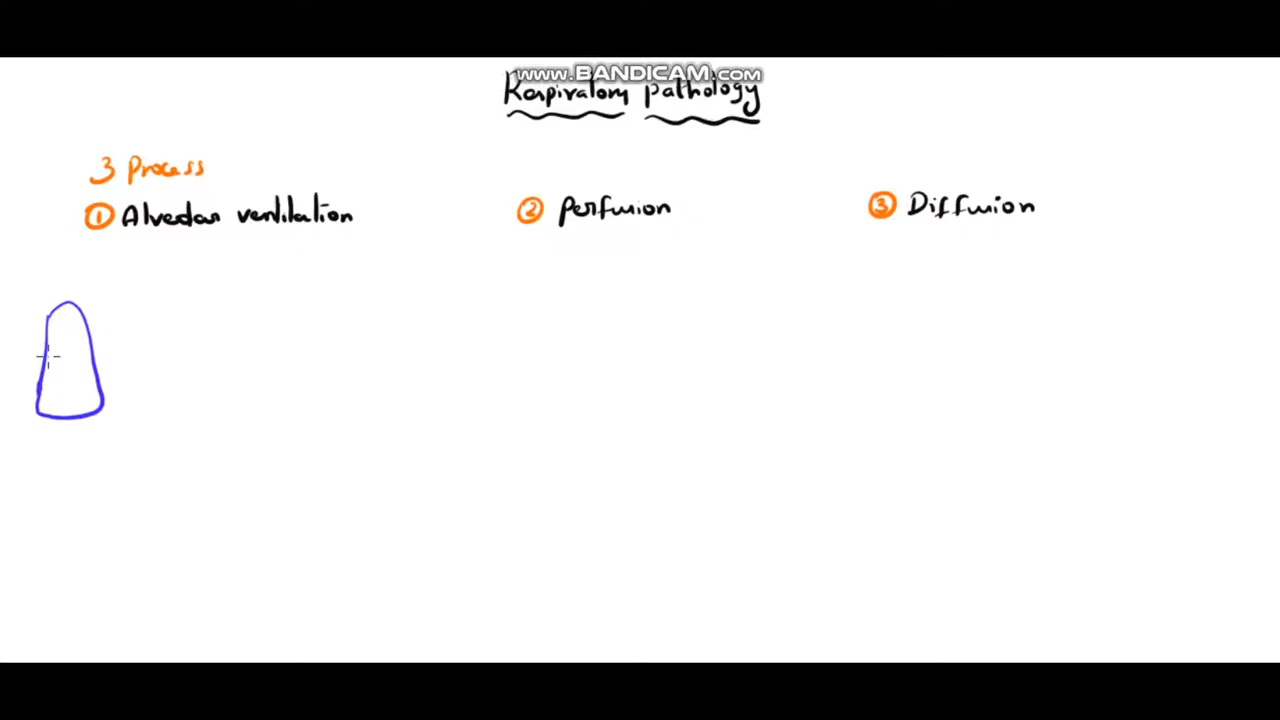 www.BANDICAM.com
Respiratory pathology
3 Process
① Alveolar ventilation
② Perfusion
③ Diffusion